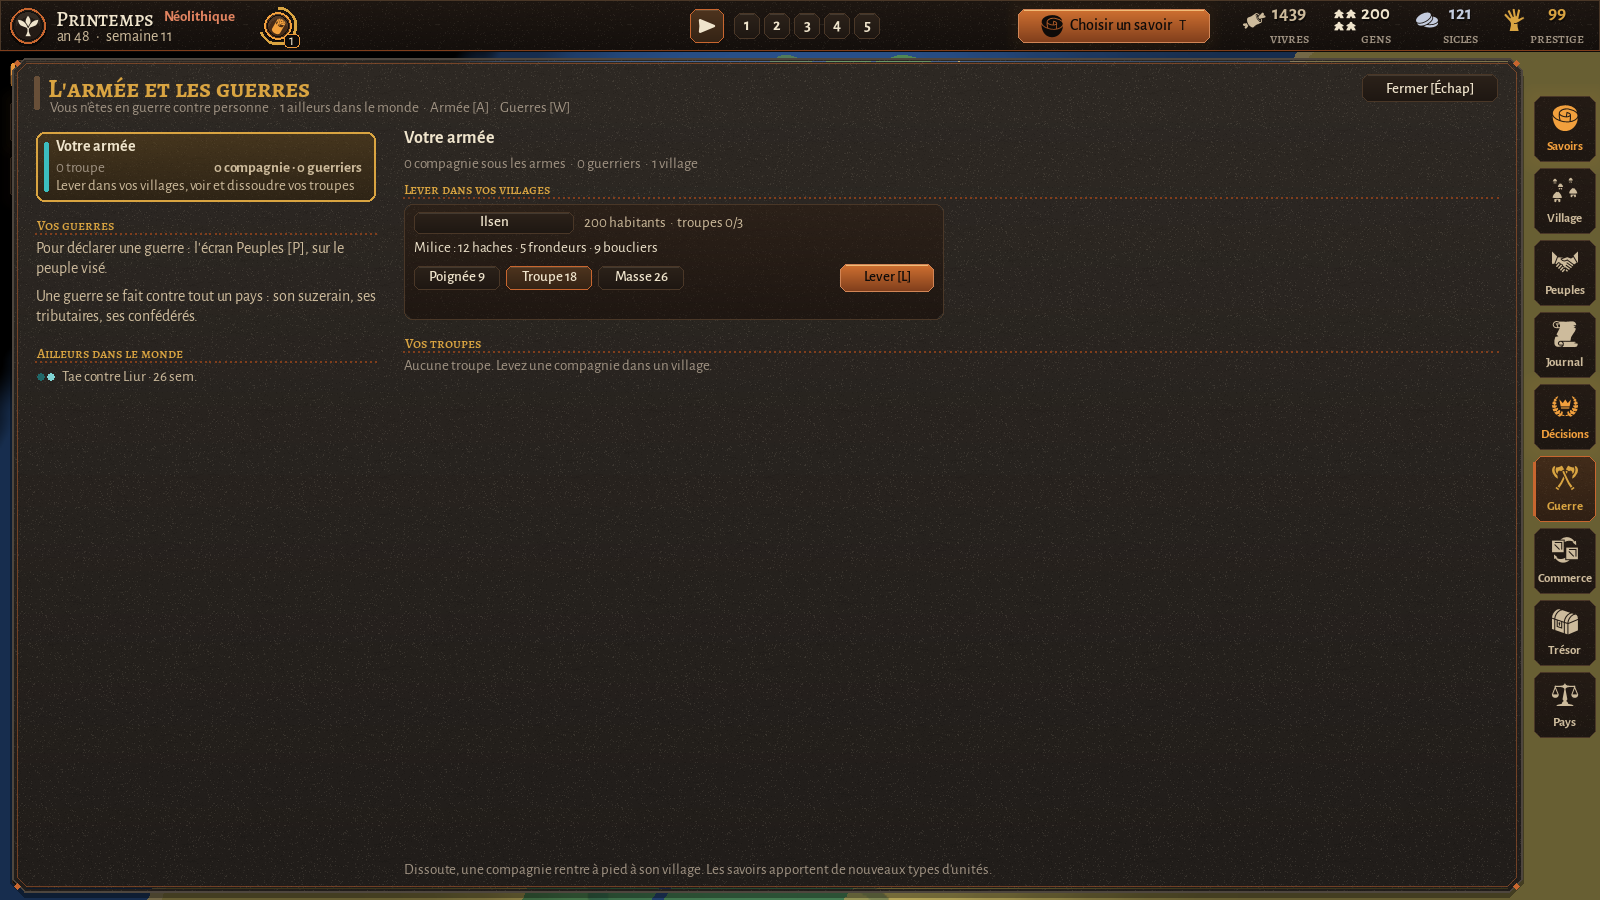 Printemps Néolithique
an 48 · semaine 11
1
1 2 3 4 5
Choisir un savoir T
1439 VIVRES
200 GENS
121 SICLES
99 PRESTIGE
L'armée et les guerres
Vous n'êtes en guerre contre personne · 1 ailleurs dans le monde · Armée [A] · Guerres [W]
Fermer [Échap]
Votre armée
0 troupe 0 compagnie · 0 guerriers
Lever dans vos villages, voir et dissoudre vos troupes
Vos guerres
Pour déclarer une guerre : l'écran Peuples [P], sur le
peuple visé.
Une guerre se fait contre tout un pays : son suzerain, ses
tributaires, ses confédérés.
Ailleurs dans le monde
Tae contre Liur · 26 sem.
Votre armée
0 compagnie sous les armes · 0 guerriers · 1 village
Lever dans vos villages
Ilsen 200 habitants · troupes 0/3
Milice : 12 haches · 5 frondeurs · 9 boucliers
Poignée 9 Troupe 18 Masse 26 Lever [L]
Vos troupes
Aucune troupe. Levez une compagnie dans un village.
Dissoute, une compagnie rentre à pied à son village. Les savoirs apportent de nouveaux types d'unités.
Savoirs
Village
Peuples
Journal
Décisions
Guerre
Commerce
Trésor
Pays